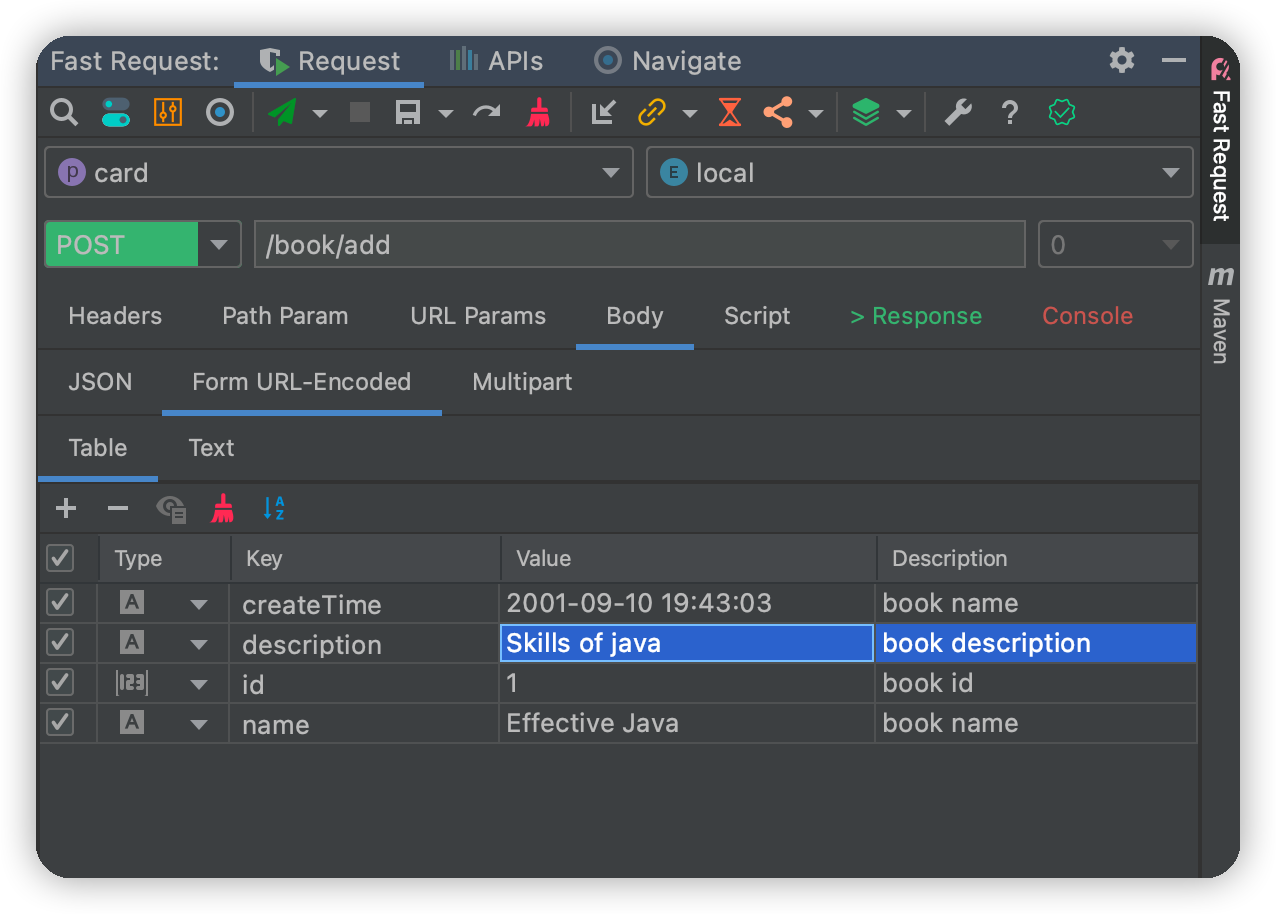 Fast Request: Request APIs Navigate
Fast Request
Maven
p card E local
POST /book/add 0
Headers Path Param URL Params Body Script > Response Console
JSON Form URL-Encoded Multipart
Table Text
Type Key Value Description
A createTime 2001-09-10 19:43:03 book name
A description Skills of java book description
123 id 1 book id
A name Effective Java book name